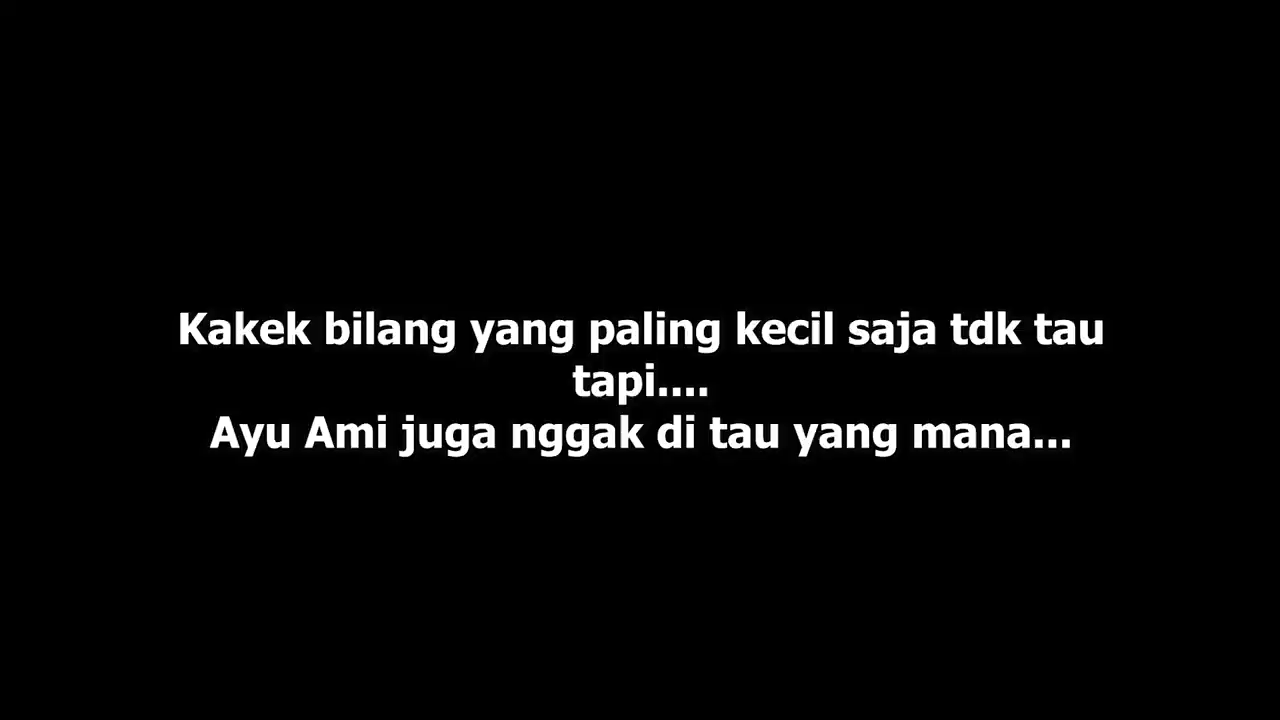 Kakek bilang yang paling kecil saja tdk tau
tapi....
Ayu Ami juga nggak di tau yang mana...